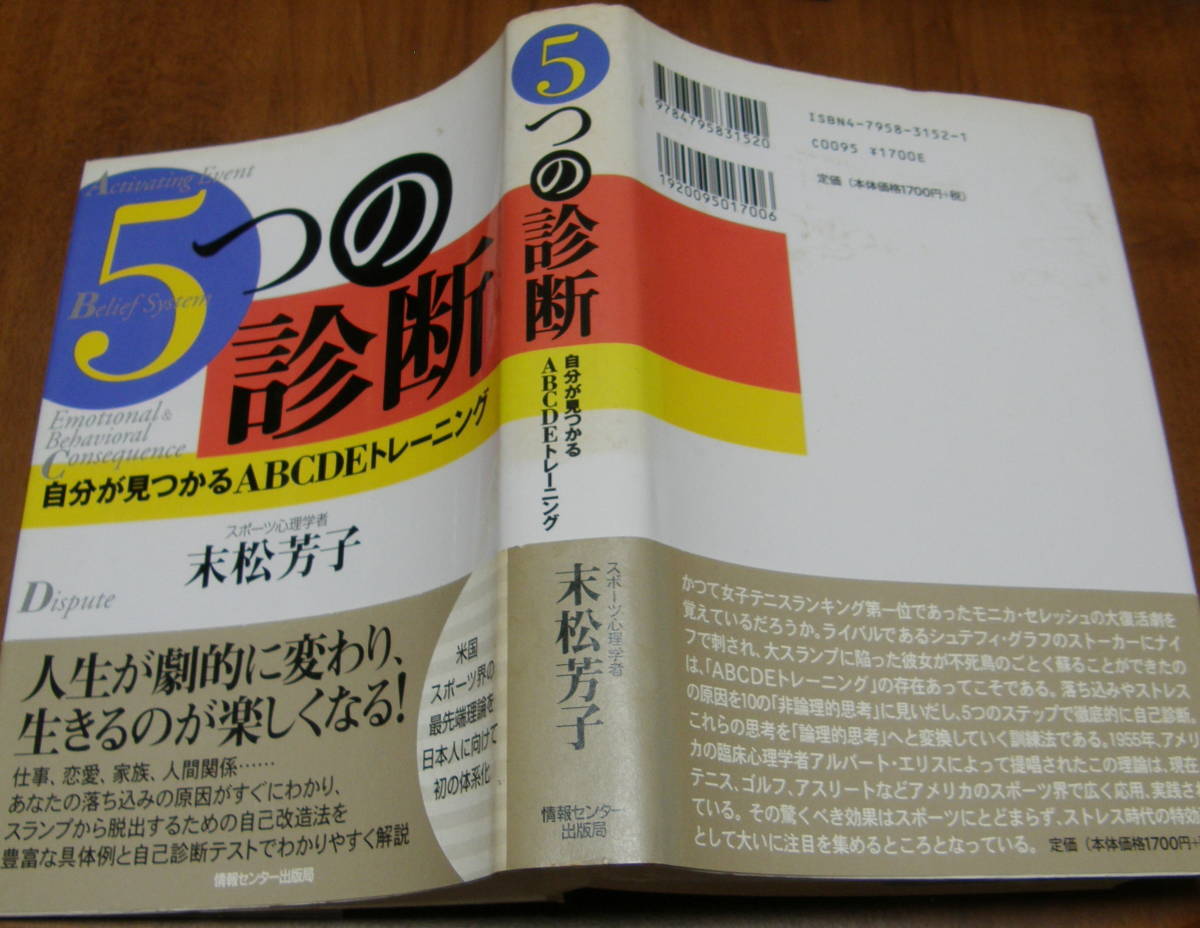 Activating Event
5つの
Belief System
診断
Emotional &
Behavioral
Consequence
自分が見つかるABCDEトレーニング
スポーツ心理学者
末松芳子
Dispute
人生が劇的に変わり、
生きるのが楽しくなる!
仕事、恋愛、家族、人間関係……
あなたの落ち込みの原因がすぐにわかり、
スランプから脱出するための自己改造法を
豊富な具体例と自己診断テストでわかりやすく解説
情報センター出版局
米国
スポーツ界の
最先端理論を
日本人に向けて
初の体系化
5つの診断
自分が見つかる
ABCDEトレーニング
スポーツ心理学者
末松芳子
情報センター
出版局
9784795831520
1920095017006
ISBN4-7958-3152-1
C0095 ¥1700E
定価(本体価格1700円+税)
かつて女子テニスランキング第一位であったモニカ・セレッシュの大復活劇を
覚えているだろうか。ライバルであるシュテフィ・グラフのストーカーにナイ
フで刺され、大スランプに陥った彼女が不死鳥のごとく蘇ることができたの
は、「ABCDEトレーニング」の存在あってこそである。落ち込みやストレス
の原因を10の「非論理的思考」に見いだし、5つのステップで徹底的に自己診断。
これらの思考を「論理的思考」へと変換していく訓練法である。1955年、アメリ
カの臨床心理学者アルバート・エリスによって提唱されたこの理論は、現在、
テニス、ゴルフ、アスリートなどアメリカのスポーツ界で広く応用、実践さ
ている。その驚くべき効果はスポーツにとどまらず、ストレス時代の特効
として大いに注目を集めるところとなっている。 定価(本体価格1700円+